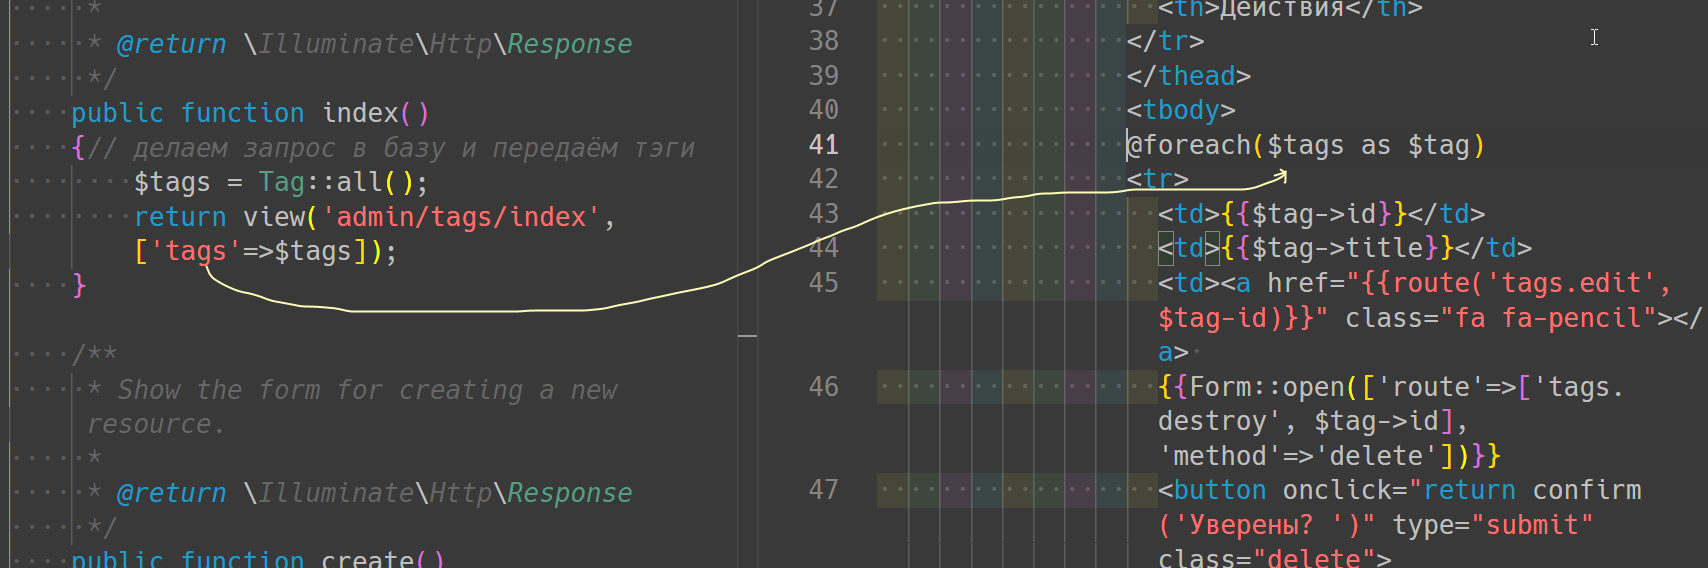 *
* @return \Illuminate\Http\Response
*/
public function index()
{// делаем запрос в базу и передаём тэги
$tags = Tag::all();
return view('admin/tags/index',
['tags'=>$tags]);
}
/**
* Show the form for creating a new
resource.
*
* @return \Illuminate\Http\Response
*/
public function create()
37 <th>Действия</th>
38 </tr>
39 </thead>
40 <tbody>
41 @foreach($tags as $tag)
42 <tr>
43 <td>{{$tag->id}}</td>
44 <td>{{$tag->title}}</td>
45 <td><a href="{{route('tags.edit',
$tag-id)}}" class="fa fa-pencil"></
a>
46 {{Form::open(['route'=>['tags.
destroy', $tag->id],
'method'=>'delete'])}}
47 <button onclick="return confirm
('Уверены? ')" type="submit"
class="delete">